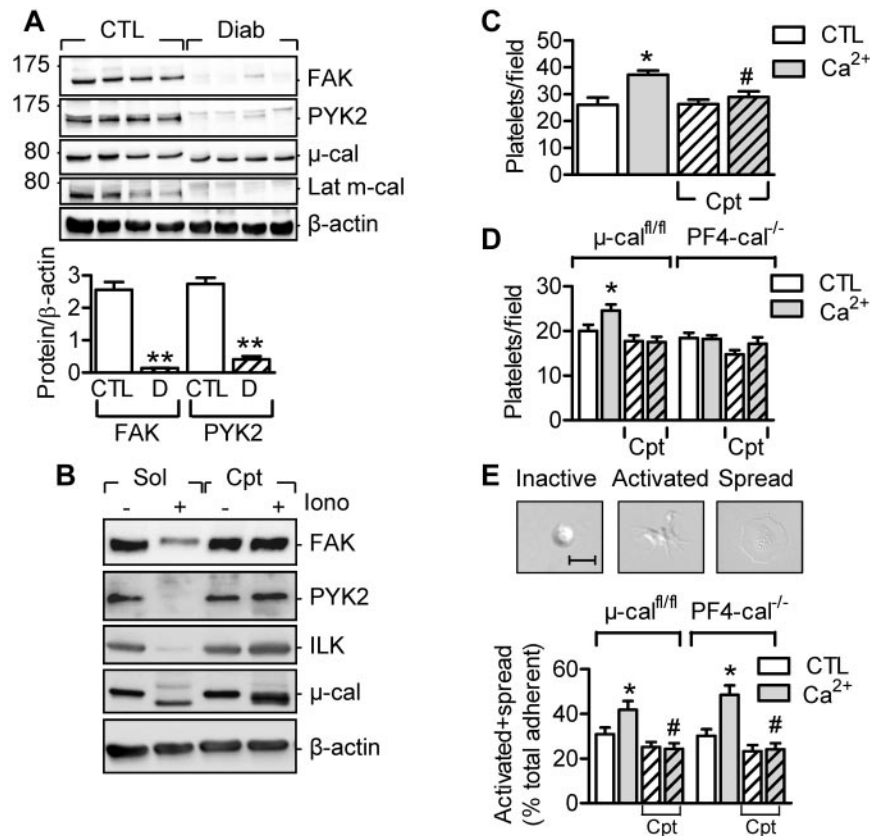 A
CTL Diab
175
FAK
175
PYK2
80
μ-cal
80
Lat m-cal
β-actin
Protein/β-actin
3
2
1
0
** **
CTL D CTL D
FAK PYK2
B
Sol Cpt
- + - + Iono
FAK
PYK2
ILK
μ-cal
β-actin
C
Platelets/field
50
40
30
20
10
0
* #
CTL
Ca²⁺
Cpt
D
μ-calfl/fl PF4-cal-/-
Platelets/field
30
20
10
0
*
CTL
Ca²⁺
Cpt Cpt
E
Inactive Activated Spread
μ-calfl/fl PF4-cal-/-
Activated+spread
(% total adherent)
60
40
20
0
* # * #
CTL
Ca²⁺
Cpt Cpt